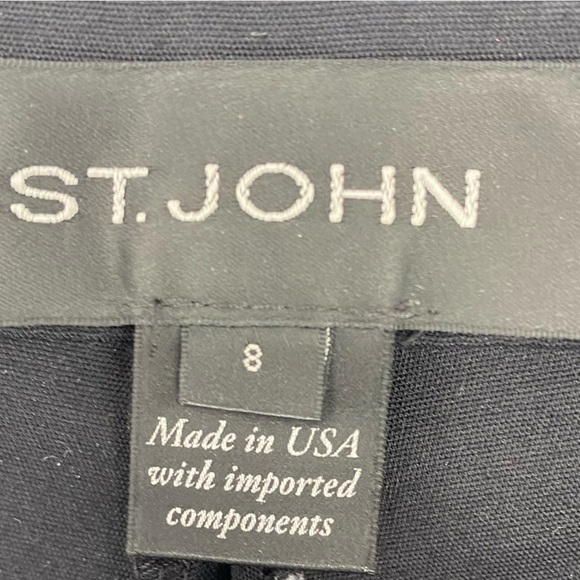 ST. JOHN
8
Made in USA
with imported
components